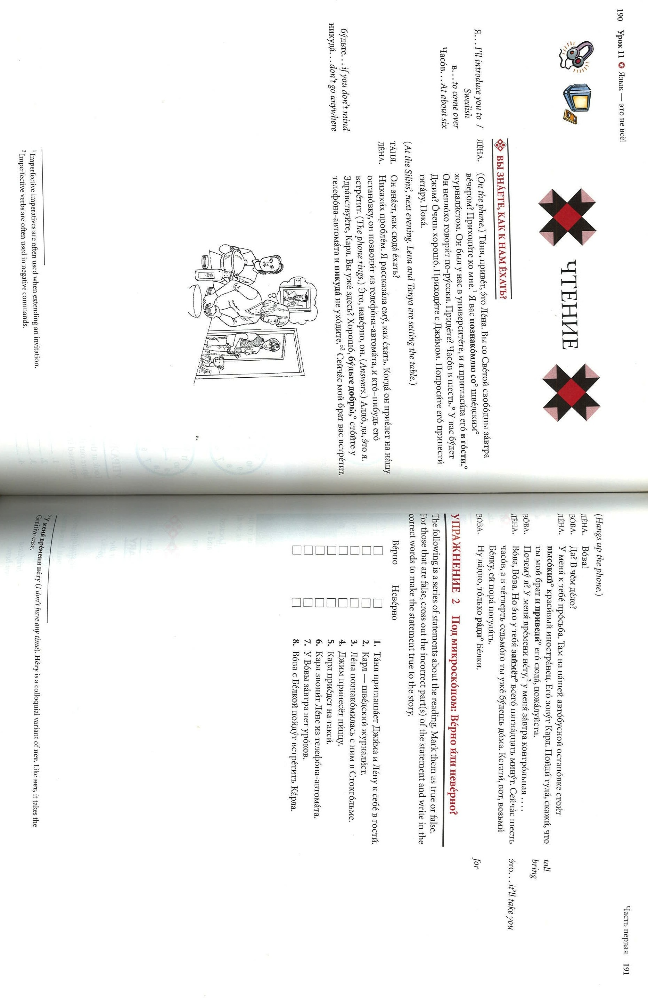 190 Урок 11 ✪ Язык — это не всё!
ЧТЕНИЕ
ВЫ ЗНА́ЕТЕ, КАК К НАМ Е́ХАТЬ?
Я... I'll introduce you to /
Swedish
в... to come over
Часо́в... At about six
ЛЕ́НА. (On the phone.) Та́ня, приве́т, э́то Ле́на. Вы со Све́той свобо́дны за́втра
ве́чером? Приходи́те ко мне.¹ Я вас познако́млю со° шве́дским°
журнали́стом. Он был у нас в университе́те, и я пригласи́ла его́ в го́сти.°
Он непло́хо говори́т по-ру́сски. Придёте? Часо́в в шесть.° У вас бу́дет
Джим? О́чень хорошо́. Приходи́те с Джи́мом. Попроси́те его́ принести́
гита́ру. Пока́.
(At the Silins', next evening. Lena and Tanya are setting the table.)
ТА́НЯ. Он зна́ет, как сюда́ е́хать?
ЛЕ́НА. Никаки́х пробле́м. Я рассказа́ла ему́, как е́хать. Когда́ он прие́дет на на́шу
остано́вку, он позвони́т из телефо́на-автома́та, и кто́-нибудь его́
встре́тит. (The phone rings.) Э́то, наве́рно, он. (Answers.) Алло́, да, э́то я.
Здра́вствуйте, Карл. Вы уже́ здесь? Хорошо́, бу́дьте добры́,° сто́йте у
телефо́на-автома́та и никуда́ не уходи́те.°² Сейча́с мой брат вас встре́тит.
бу́дьте... if you don't mind
никуда́... don't go anywhere
¹ Imperfective imperatives are often used when extending an invitation.
² Imperfective verbs are often used in negative commands.
Часть первая 191
(Hangs up the phone.)
ЛЕ́НА. Во́ва!
ВО́ВА. Да? В чём де́ло?
ЛЕ́НА. У меня́ к тебе́ про́сьба. Там на на́шей авто́бусной остано́вке стои́т
высо́кий° краси́вый иностра́нец. Его́ зову́т Карл. Пойди́ туда́, скажи́, что
ты мой брат и приведи́° его́ сюда́, пожа́луйста.
ВО́ВА. Почему́ я? У меня́ вре́мени не́ту,³ у меня́ за́втра контро́льная . . . .
ЛЕ́НА. Во́ва, Во́ва. Но э́то у тебя́ займёт° всего́ пятна́дцать мину́т. Сейча́с шесть
часо́в, а в че́тверть седьмо́го ты уже́ бу́дешь до́ма. Кста́ти, вот, возьми́
Бе́лку, ей пора́ погуля́ть.
ВО́ВА. Ну ла́дно, то́лько ра́ди° Бе́лки.
tall
bring
э́то... it'll take you
for
УПРАЖНЕНИЕ 2 Под микроско́пом: Ве́рно и́ли неве́рно?
The following is a series of statements about the reading. Mark them as true or false.
For those that are false, cross out the incorrect part(s) of the statement and write in the
correct words to make the statement true to the story.
Ве́рно Неве́рно
1. Та́ня приглаша́ет Джи́ма и Ле́ну к себе́ в гости́.
2. Карл — шве́дский журнали́ст.
3. Ле́на познако́милась с ним в Стокго́льме.
4. Джим принесёт пи́ццу.
5. Карл прие́дет на такси́.
6. Карл звони́т Ле́не из телефо́на-автома́та.
7. У Во́вы за́втра нет уро́ков.
8. Во́ва с Бе́лкой пойду́т встре́тить Ка́рла.
³ У меня́ вре́мени не́ту (I don't have any time). Не́ту is a colloquial variant of нет. Like нет, it takes the
Genitive case.